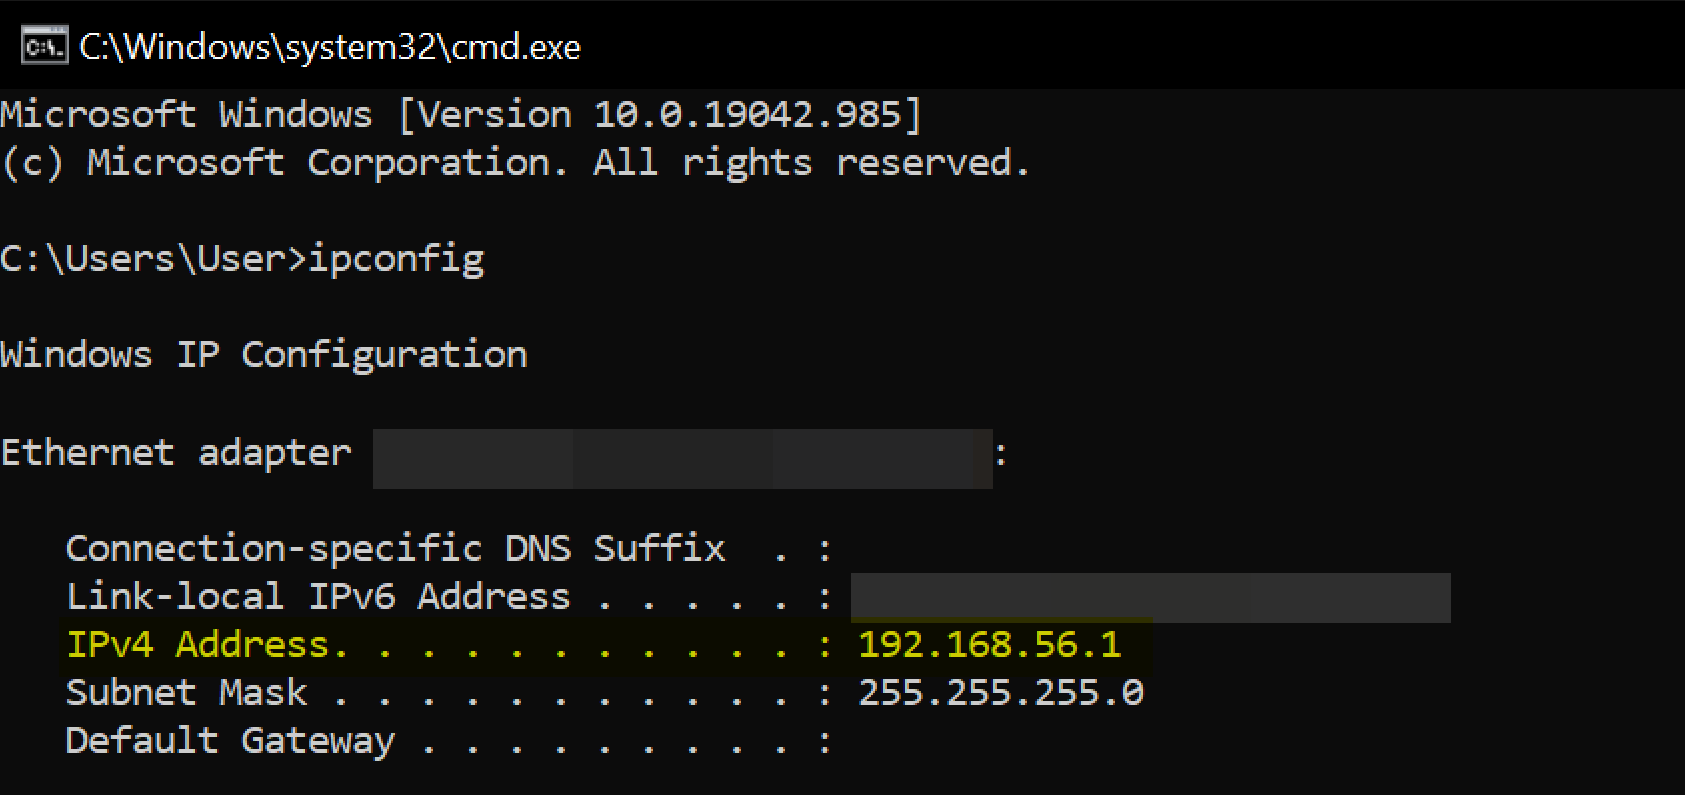 C:\Windows\system32\cmd.exe
Microsoft Windows [Version 10.0.19042.985]
(c) Microsoft Corporation. All rights reserved.
C:\Users\User>ipconfig
Windows IP Configuration
Ethernet adapter :
Connection-specific DNS Suffix  . :
Link-local IPv6 Address . . . . . :
IPv4 Address. . . . . . . . . . . : 192.168.56.1
Subnet Mask . . . . . . . . . . . : 255.255.255.0
Default Gateway . . . . . . . . . :